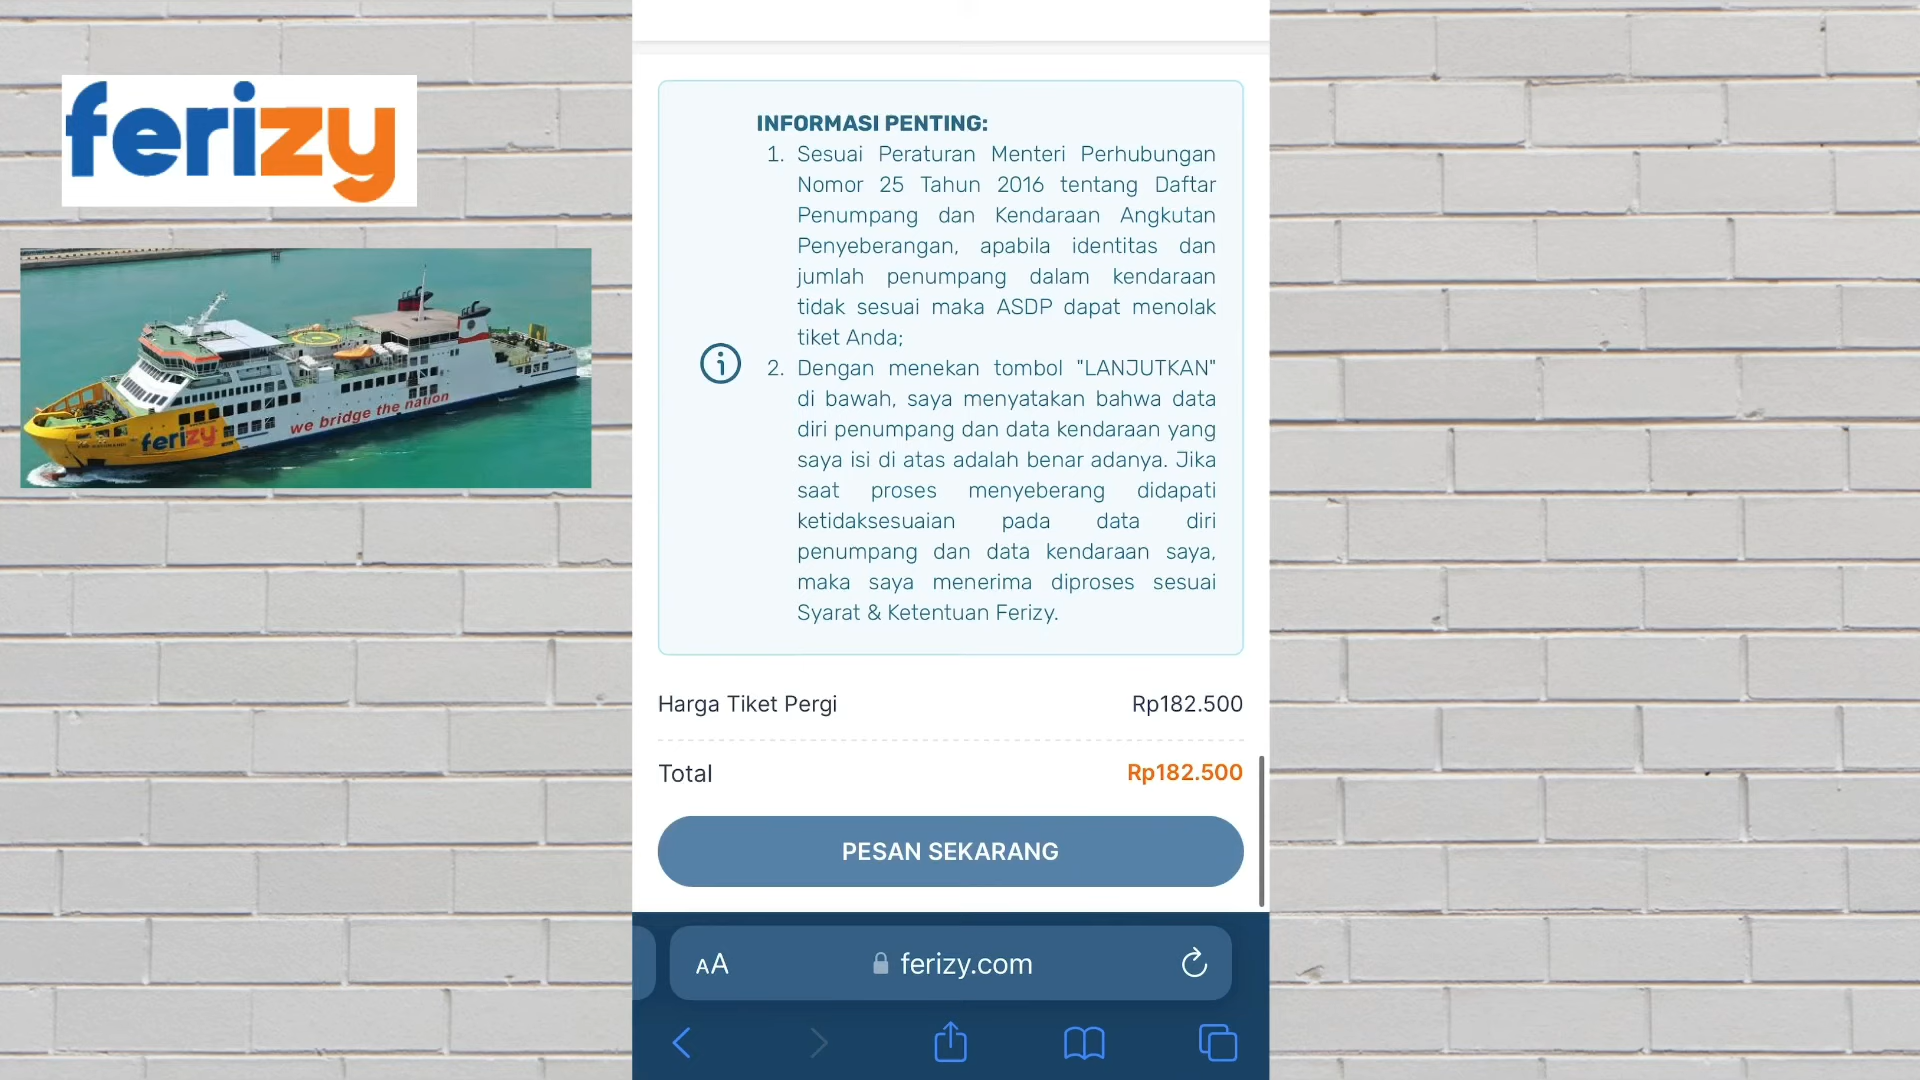 ferizy
ferizy
we bridge the nation
INFORMASI PENTING:
1. Sesuai Peraturan Menteri Perhubungan
Nomor 25 Tahun 2016 tentang Daftar
Penumpang dan Kendaraan Angkutan
Penyeberangan, apabila identitas dan
jumlah penumpang dalam kendaraan
tidak sesuai maka ASDP dapat menolak
tiket Anda;
2. Dengan menekan tombol "LANJUTKAN"
di bawah, saya menyatakan bahwa data
diri penumpang dan data kendaraan yang
saya isi di atas adalah benar adanya. Jika
saat proses menyeberang didapati
ketidaksesuaian pada data diri
penumpang dan data kendaraan saya,
maka saya menerima diproses sesuai
Syarat & Ketentuan Ferizy.
Harga Tiket Pergi Rp182.500
Total Rp182.500
PESAN SEKARANG
AA ferizy.com